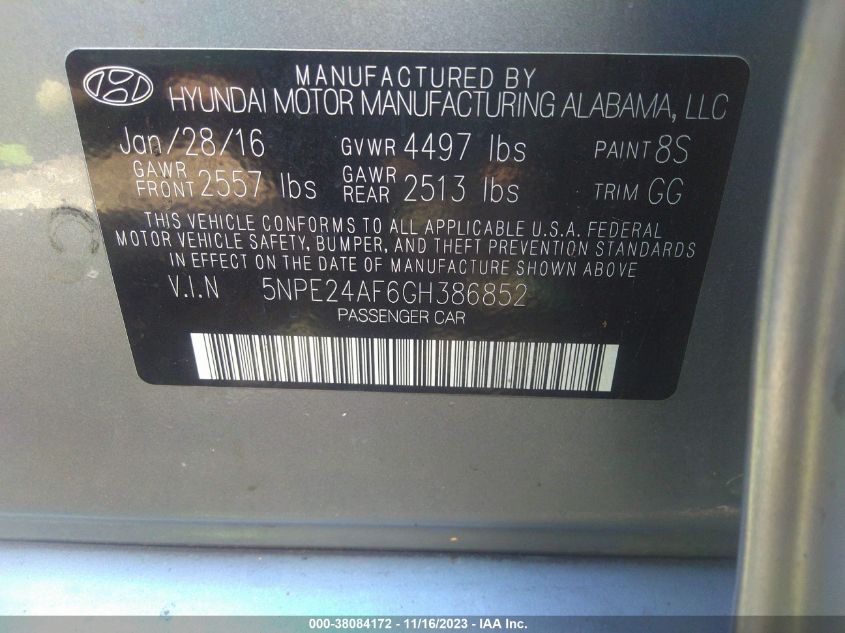 MANUFACTURED BY
HYUNDAI MOTOR MANUFACTURING ALABAMA, LLC
Jan/28/16 GVWR 4497 lbs PAINT 8S
GAWR FRONT 2557 lbs GAWR REAR 2513 lbs TRIM GG
THIS VEHICLE CONFORMS TO ALL APPLICABLE U.S.A. FEDERAL
MOTOR VEHICLE SAFETY, BUMPER, AND THEFT PREVENTION STANDARDS
IN EFFECT ON THE DATE OF MANUFACTURE SHOWN ABOVE
V.I.N 5NPE24AF6GH386852
PASSENGER CAR
000-38084172 - 11/16/2023 - IAA Inc.